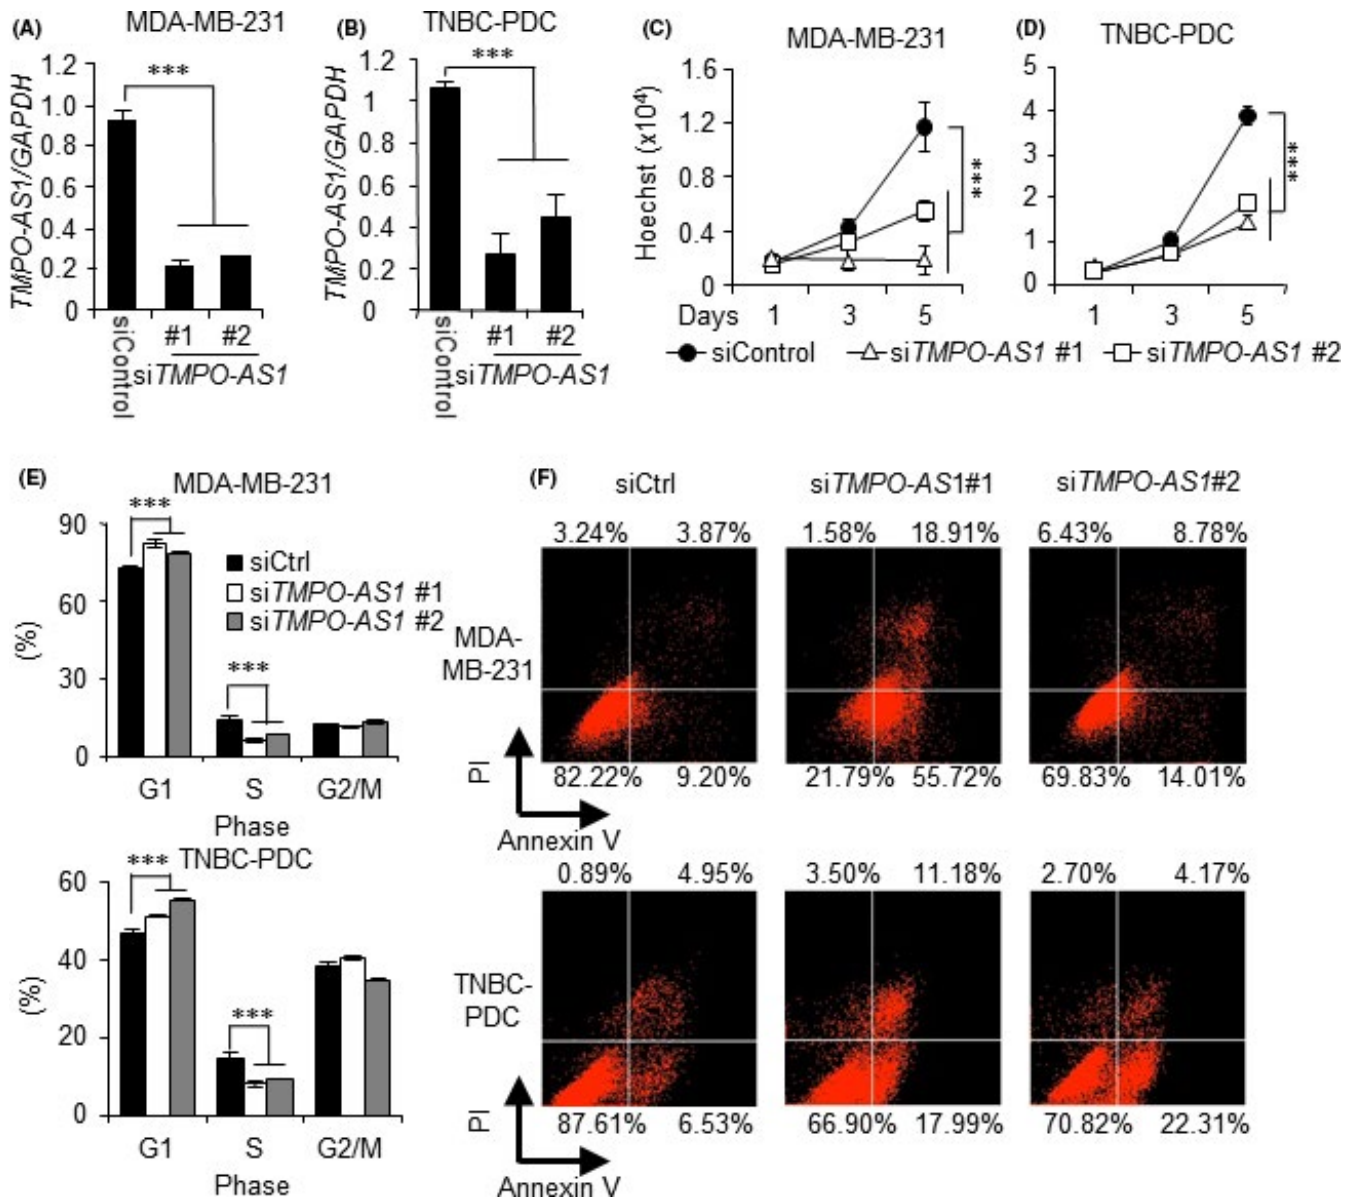 (A) MDA-MB-231
***
TMPO-AS1/GAPDH
1.2
1.0
0.8
0.6
0.4
0.2
0
siControl
#1 #2
siTMPO-AS1
(B) TNBC-PDC
***
TMPO-AS1/GAPDH
1.2
1
0.8
0.6
0.4
0.2
0
siControl
#1 #2
siTMPO-AS1
(C) MDA-MB-231
Hoechst (x10⁴)
1.6
1.2
0.8
0.4
0
***
Days 1 3 5
(D) TNBC-PDC
5
4
3
2
1
0
***
1 3 5
siControl siTMPO-AS1 #1 siTMPO-AS1 #2
(E) MDA-MB-231
***
90
60
30
0
(%)
siCtrl
siTMPO-AS1 #1
siTMPO-AS1 #2
***
G1 S G2/M
Phase
TNBC-PDC
***
60
40
20
0
(%)
***
G1 S G2/M
Phase
(F) siCtrl siTMPO-AS1#1 siTMPO-AS1#2
3.24% 3.87% 1.58% 18.91% 6.43% 8.78%
MDA-
MB-231
PI
82.22% 9.20% 21.79% 55.72% 69.83% 14.01%
Annexin V
0.89% 4.95% 3.50% 11.18% 2.70% 4.17%
TNBC-
PDC
PI
87.61% 6.53% 66.90% 17.99% 70.82% 22.31%
Annexin V